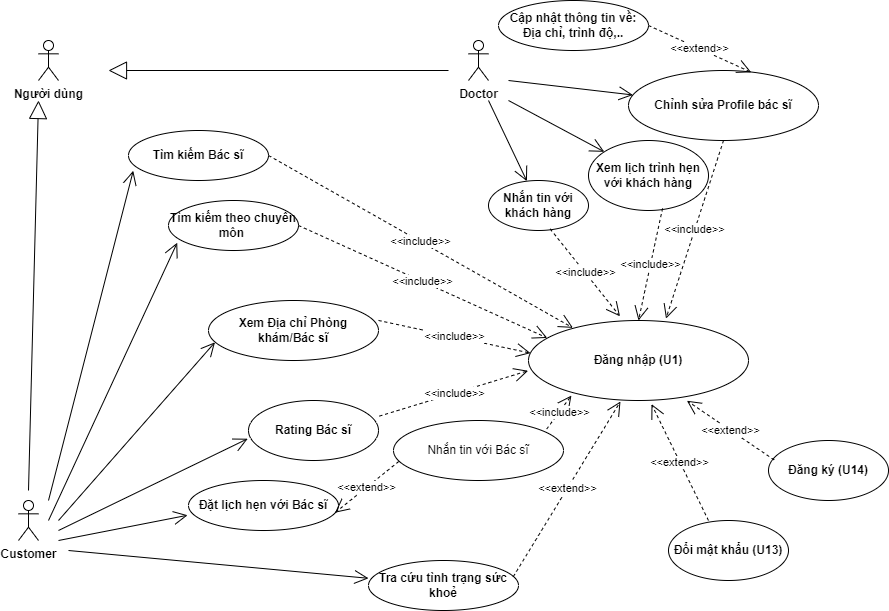 Cập nhật thông tin về:
Địa chỉ, trình độ,..
<<extend>>
Người dùng
Doctor
Chỉnh sửa Profile bác sĩ
Tìm kiếm Bác sĩ
Xem lịch trình hẹn
với khách hàng
Nhắn tin với
khách hàng
Tìm kiếm theo chuyên
môn
<<include>>
<<include>>
<<include>>
<<include>>
<<include>>
Xem Địa chỉ Phòng
khám/Bác sĩ
<<include>>
Đăng nhập (U1)
<<include>>
<<include>>
Rating Bác sĩ
Nhắn tin với Bác sĩ
<<extend>>
<<extend>>
Đăng ký (U14)
<<extend>>
<<extend>>
Đặt lịch hẹn với Bác sĩ
Customer
Đổi mật khẩu (U13)
Tra cứu tình trạng sức
khoẻ